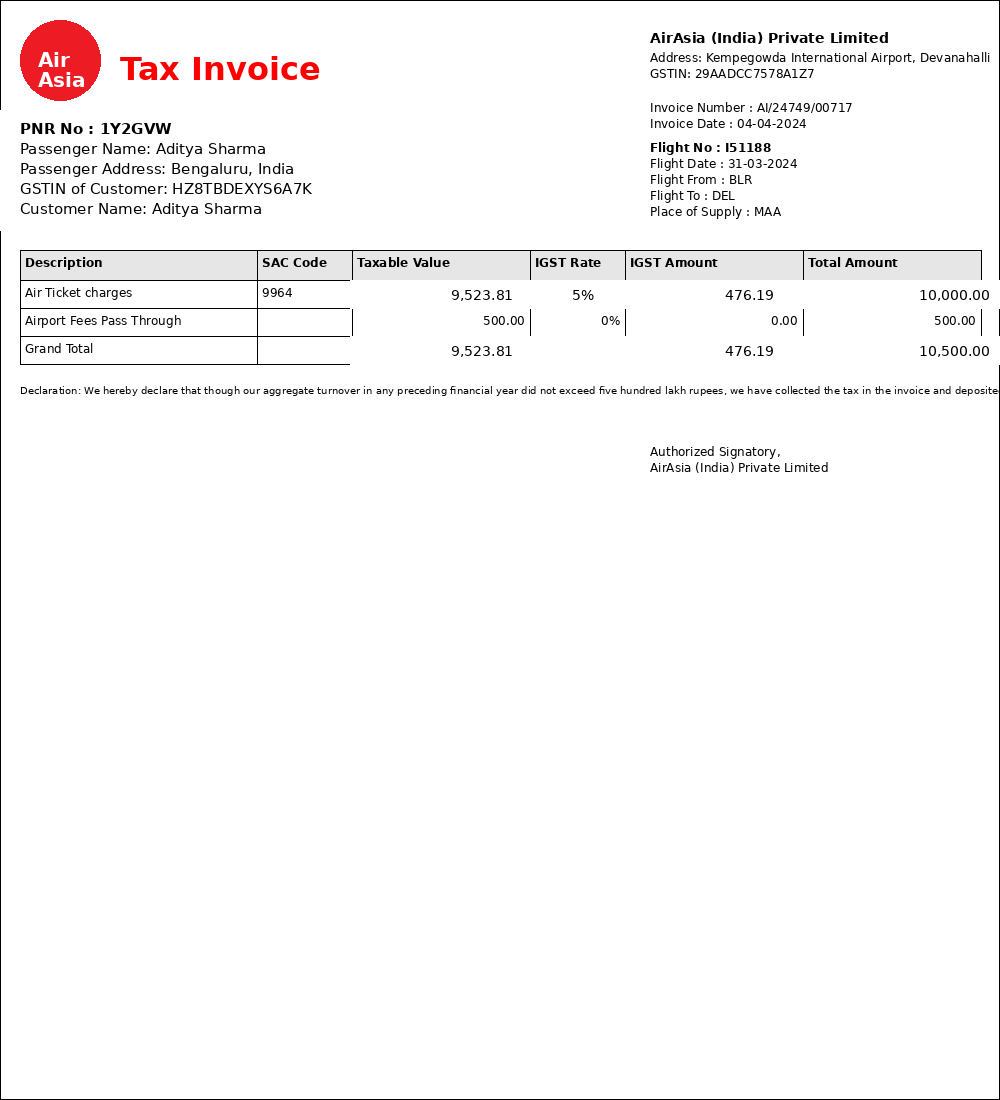 Air
Asia
Tax Invoice
AirAsia (India) Private Limited
Address: Kempegowda International Airport, Devanahalli
GSTIN: 29AADCC7578A1Z7
Invoice Number : AI/24749/00717
Invoice Date : 04-04-2024
PNR No : 1Y2GVW
Passenger Name: Aditya Sharma
Passenger Address: Bengaluru, India
GSTIN of Customer: HZ8TBDEXYS6A7K
Customer Name: Aditya Sharma
Flight No : I51188
Flight Date : 31-03-2024
Flight From : BLR
Flight To : DEL
Place of Supply : MAA
Description SAC Code Taxable Value IGST Rate IGST Amount Total Amount
Air Ticket charges 9964 9,523.81 5% 476.19 10,000.00
Airport Fees Pass Through 500.00 0% 0.00 500.00
Grand Total 9,523.81 476.19 10,500.00
Declaration: We hereby declare that though our aggregate turnover in any preceding financial year did not exceed five hundred lakh rupees, we have collected the tax in the invoice and deposite
Authorized Signatory,
AirAsia (India) Private Limited